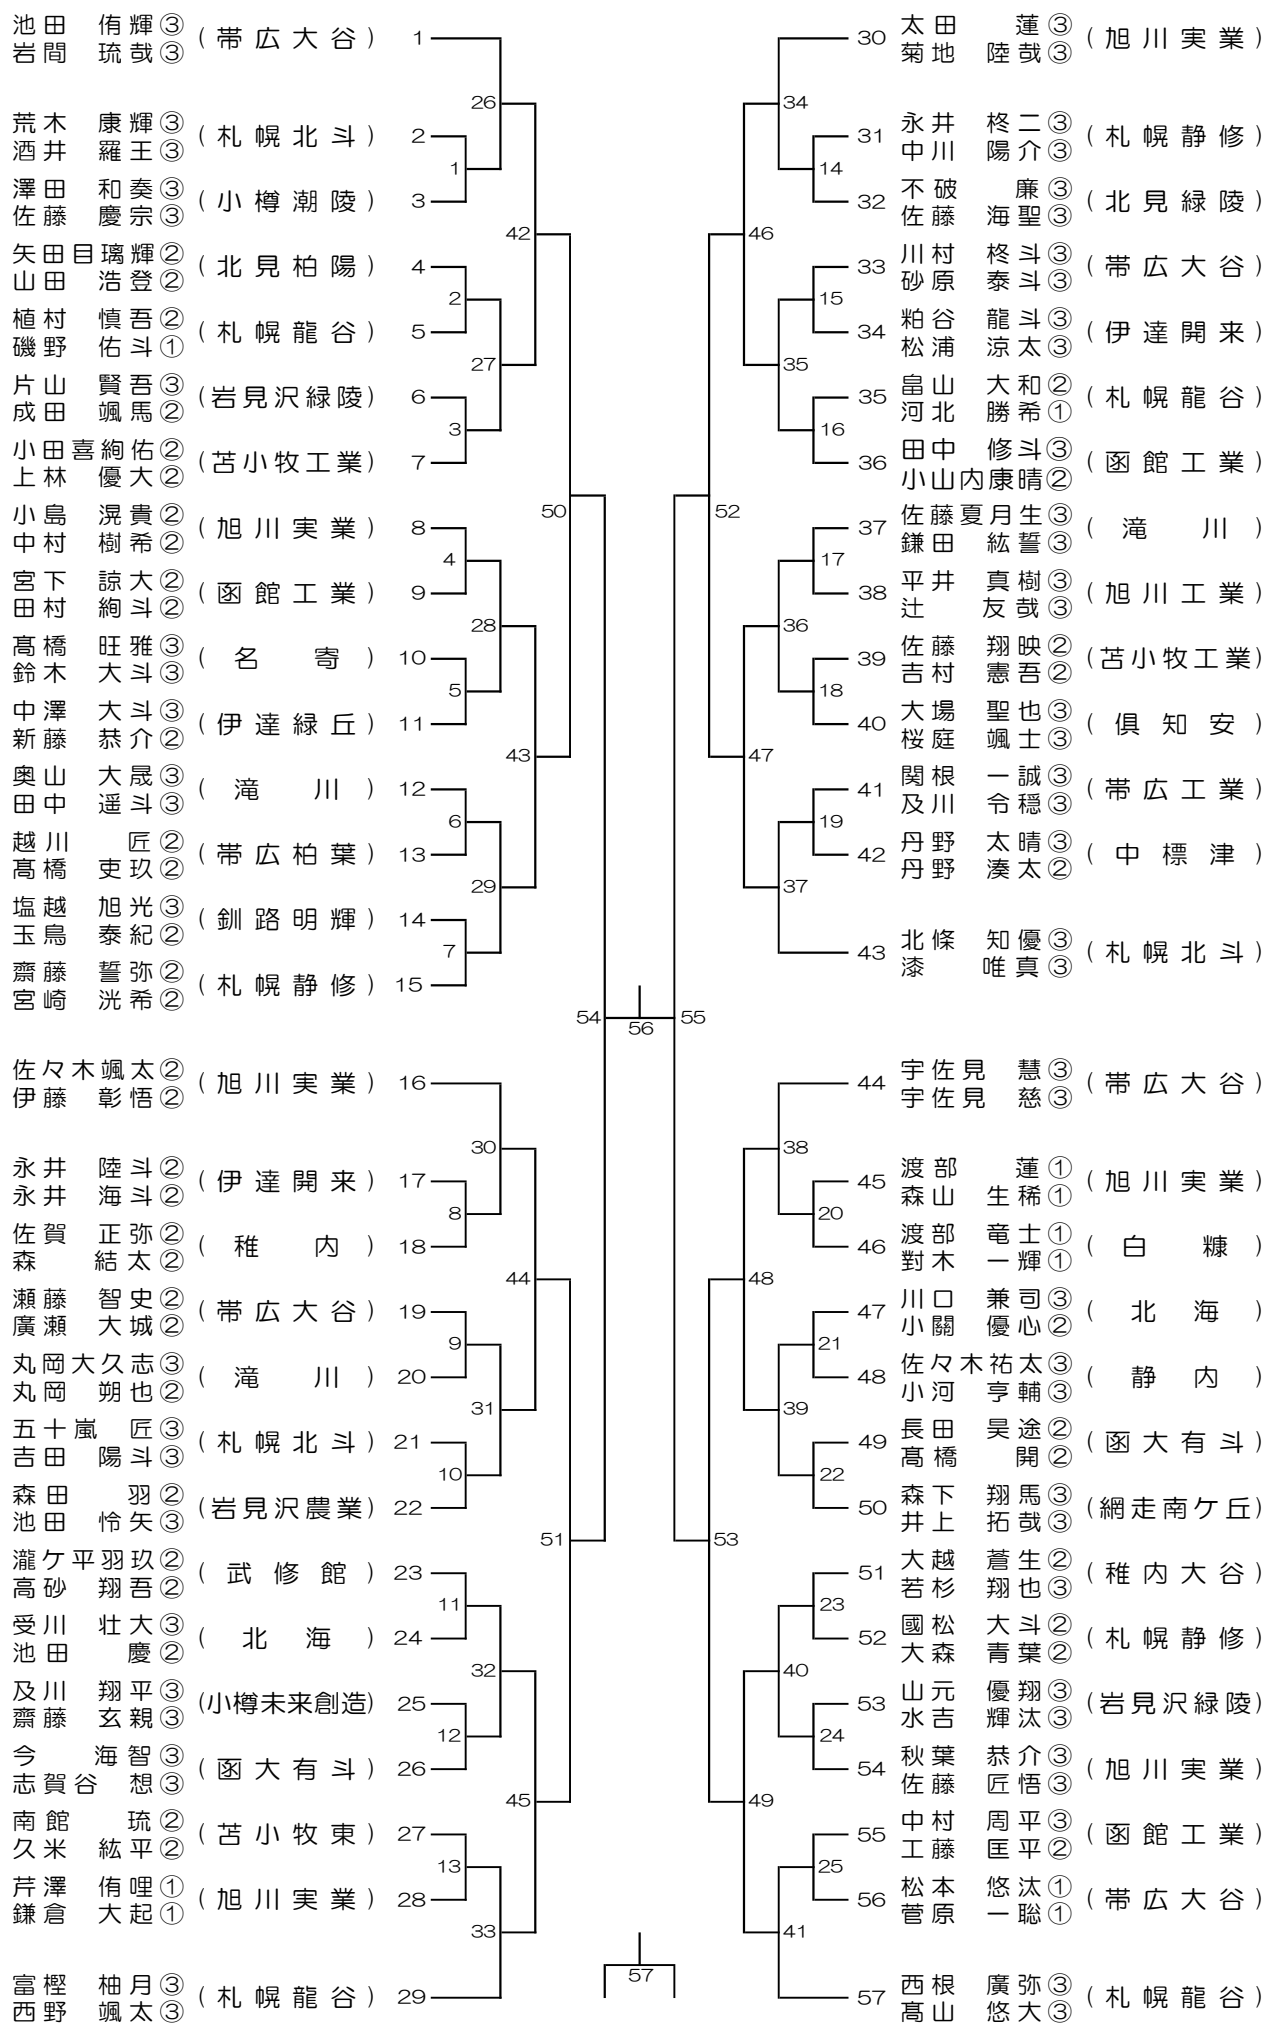 池田 侑輝③
岩間 琉哉③
(帯広大谷) 1
荒木 康輝③
酒井 羅王③
(札幌北斗) 2
澤田 和奏③
佐藤 慶宗③
(小樽潮陵) 3
矢田目璃輝②
山田 浩登②
(北見柏陽) 4
植村 慎吾②
磯野 佑斗①
(札幌龍谷) 5
片山 賢吾③
成田 颯馬②
(岩見沢緑陵) 6
小田喜絢佑②
上林 優大②
(苫小牧工業) 7
小島 滉貴②
中村 樹希②
(旭川実業) 8
宮下 諒大②
田村 絢斗②
(函館工業) 9
髙橋 旺雅③
鈴木 大斗③
(名寄) 10
中澤 大斗③
新藤 恭介②
(伊達緑丘) 11
奥山 大晟③
田中 遥斗③
(滝川) 12
越川 匠②
髙橋 吏玖②
(帯広柏葉) 13
塩越 旭光③
玉鳥 泰紀②
(釧路明輝) 14
齋藤 誓弥②
宮崎 洸希②
(札幌静修) 15
佐々木颯太②
伊藤 彰悟②
(旭川実業) 16
永井 陸斗②
永井 海斗②
(伊達開来) 17
佐賀 正弥②
森 結太②
(稚内) 18
瀬藤 智史②
廣瀬 大城②
(帯広大谷) 19
丸岡大久志③
丸岡 朔也②
(滝川) 20
五十嵐 匠③
吉田 陽斗③
(札幌北斗) 21
森田 羽②
池田 怜矢③
(岩見沢農業) 22
瀧ケ平羽玖②
高砂 翔吾②
(武修館) 23
受川 壮大③
池田 慶②
(北海) 24
及川 翔平③
齋藤 玄親③
(小樽未来創造) 25
今 海智③
志賀谷 想③
(函大有斗) 26
南館 琉②
久米 紘平②
(苫小牧東) 27
芹澤 侑哩①
鎌倉 大起①
(旭川実業) 28
富樫 柚月③
西野 颯太③
(札幌龍谷) 29
26
1
42
2
27
3
50
4
28
5
43
6
29
7
54
56
55
30
8
44
9
31
10
51
11
32
12
45
13
33
57
34
14
46
15
35
16
52
17
36
18
47
19
37
38
20
48
21
39
22
53
23
40
24
49
25
41
30 太田 蓮③
菊地 陸哉③
(旭川実業)
31 永井 柊二③
中川 陽介③
(札幌静修)
32 不破 廉③
佐藤 海聖③
(北見緑陵)
33 川村 柊斗③
砂原 泰斗③
(帯広大谷)
34 粕谷 龍斗③
松浦 涼太③
(伊達開来)
35 畠山 大和②
河北 勝希①
(札幌龍谷)
36 田中 修斗③
小山内康晴②
(函館工業)
37 佐藤夏月生③
鎌田 紘誓③
(滝川)
38 平井 真樹③
辻 友哉③
(旭川工業)
39 佐藤 翔映②
吉村 憲吾②
(苫小牧工業)
40 大場 聖也③
桜庭 颯士③
(倶知安)
41 関根 一誠③
及川 令穏③
(帯広工業)
42 丹野 太晴③
丹野 湊太②
(中標津)
43 北條 知優③
漆 唯真③
(札幌北斗)
44 宇佐見 慧③
宇佐見 慈③
(帯広大谷)
45 渡部 蓮①
森山 生稀①
(旭川実業)
46 渡部 竜士①
對木 一輝①
(白糠)
47 川口 兼司③
小關 優心②
(北海)
48 佐々木祐太③
小河 亨輔③
(静内)
49 長田 昊途②
髙橋 開②
(函大有斗)
50 森下 翔馬③
井上 拓哉③
(網走南ケ丘)
51 大越 蒼生②
若杉 翔也③
(稚内大谷)
52 國松 大斗②
大森 青葉②
(札幌静修)
53 山元 優翔③
水吉 輝汰③
(岩見沢緑陵)
54 秋葉 恭介③
佐藤 匠悟③
(旭川実業)
55 中村 周平③
工藤 匡平②
(函館工業)
56 松本 悠汰①
菅原 一聡①
(帯広大谷)
57 西根 廣弥③
髙山 悠大③
(札幌龍谷)